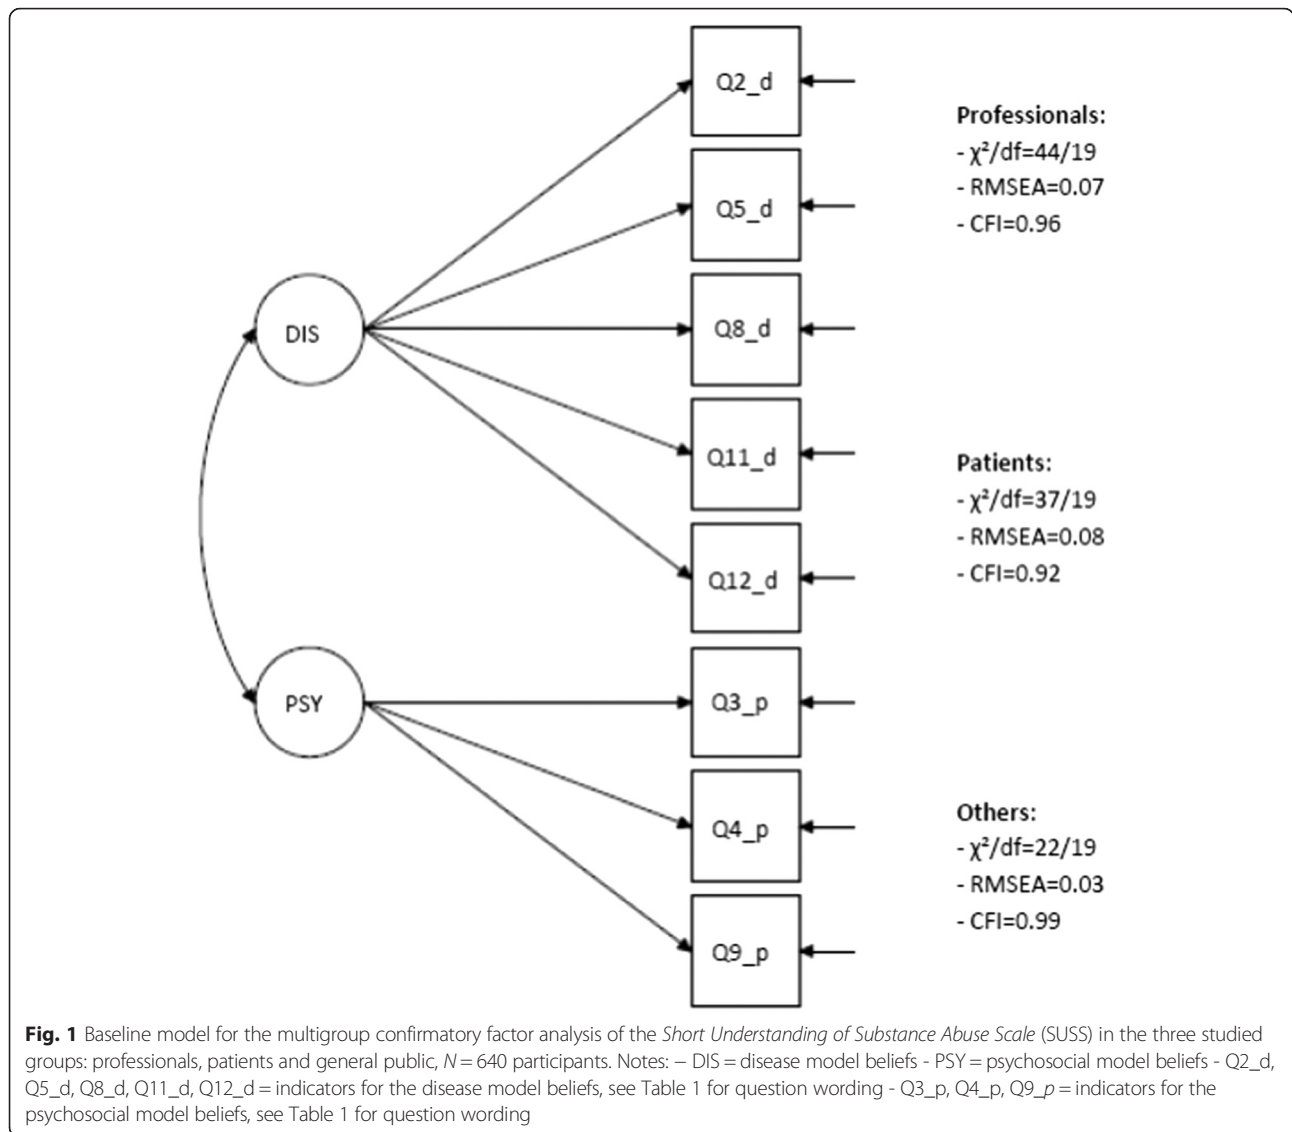 Q2_d
Q5_d
Q8_d
Q11_d
Q12_d
Q3_p
Q4_p
Q9_p
DIS
PSY
Professionals:
- χ²/df=44/19
- RMSEA=0.07
- CFI=0.96
Patients:
- χ²/df=37/19
- RMSEA=0.08
- CFI=0.92
Others:
- χ²/df=22/19
- RMSEA=0.03
- CFI=0.99
Fig. 1 Baseline model for the multigroup confirmatory factor analysis of the Short Understanding of Substance Abuse Scale (SUSS) in the three studied
groups: professionals, patients and general public, N = 640 participants. Notes: – DIS = disease model beliefs - PSY = psychosocial model beliefs - Q2_d,
Q5_d, Q8_d, Q11_d, Q12_d = indicators for the disease model beliefs, see Table 1 for question wording - Q3_p, Q4_p, Q9_p = indicators for the
psychosocial model beliefs, see Table 1 for question wording